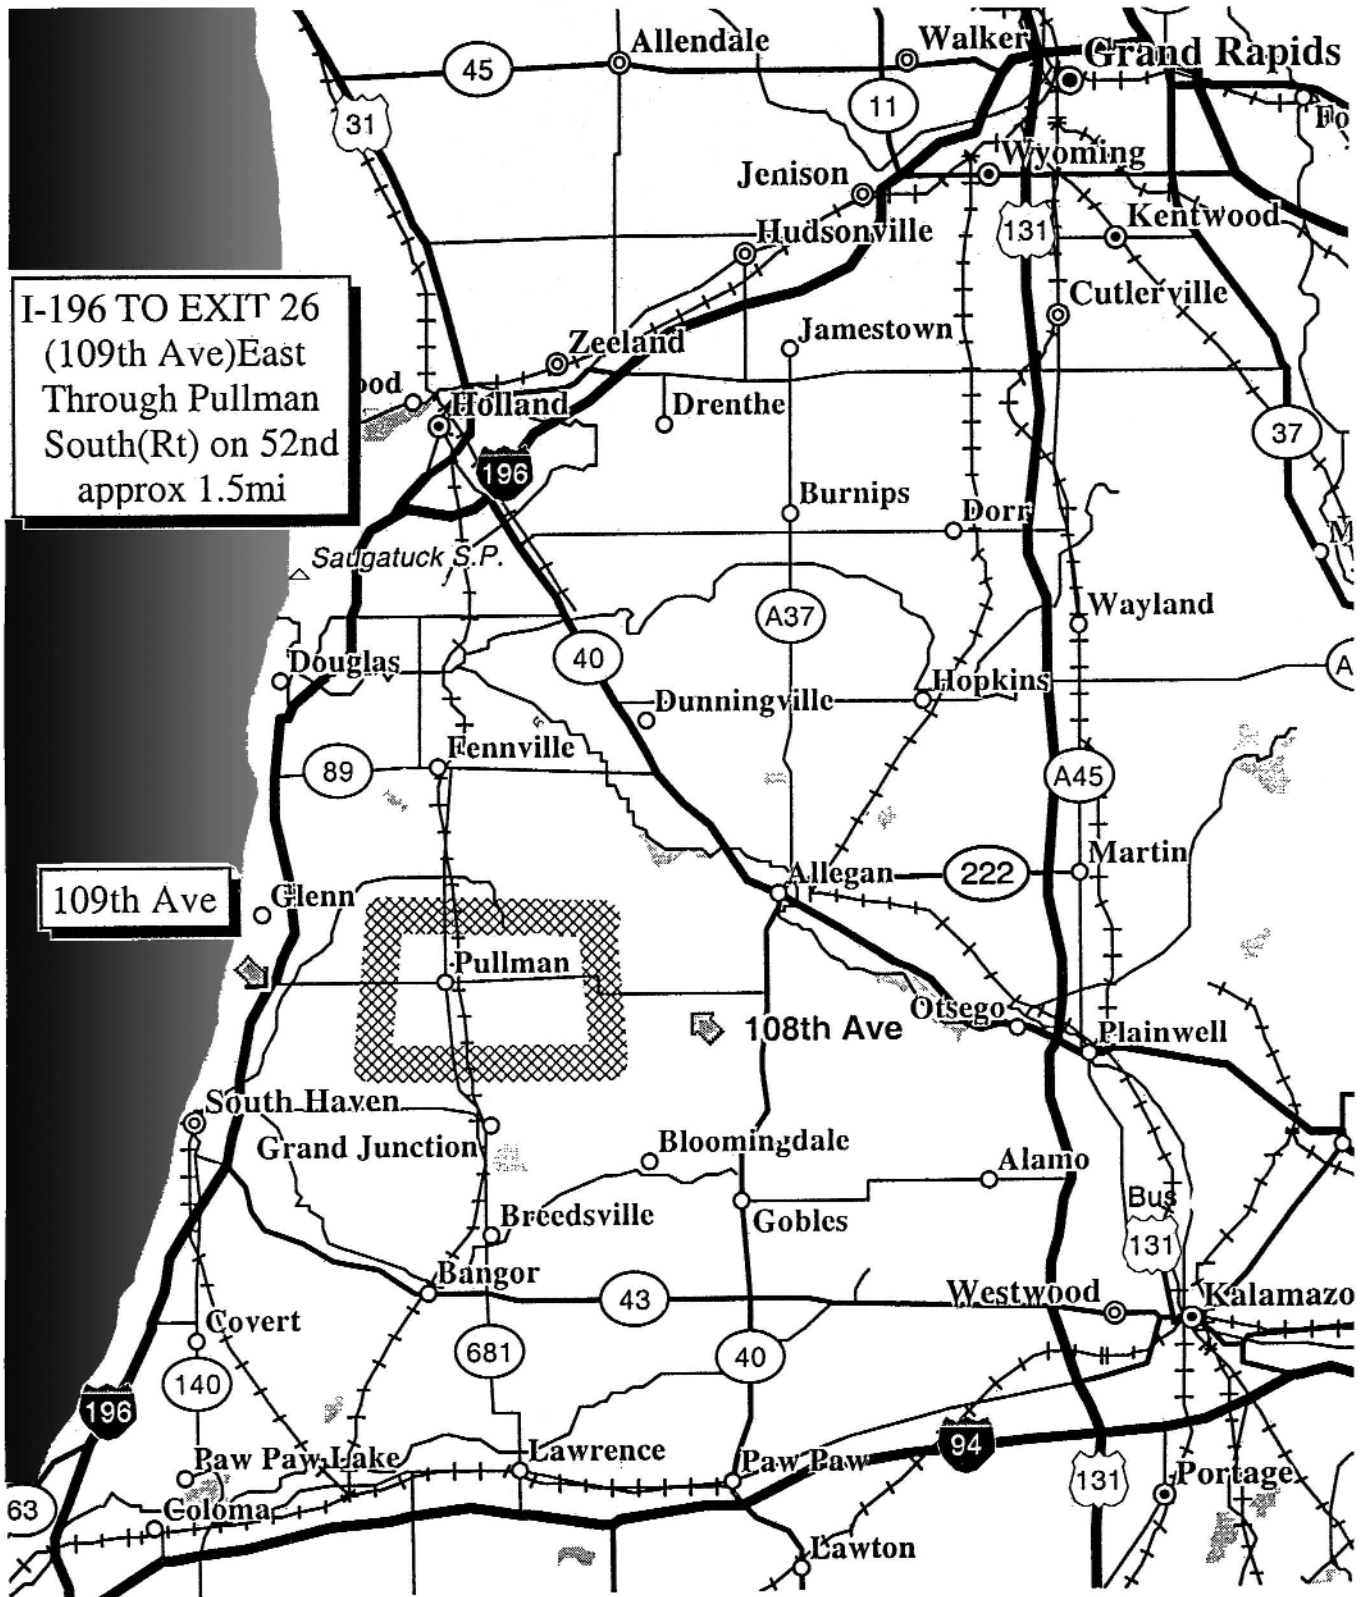 Allendale
Walker
Grand Rapids
45
11
31
Fo
Wyoming
Jenison
Kentwood
131
Hudsonville
Cutlerville
I-196 TO EXIT 26
(109th Ave)East
Through Pullman
South(Rt) on 52nd
approx 1.5mi
Jamestown
Zeeland
ood
Holland
Drenthe
37
196
Burnips
Dorr
M
Saugatuck S.P.
A37
Wayland
40
Douglas
A
Hopkins
Dunningville
Fennville
89
A45
Martin
Allegan
222
109th Ave
Glenn
Pullman
108th Ave
Otsego
Plainwell
South Haven
Grand Junction
Bloomingdale
Alamo
Bus
131
Breedsville
Gobles
Bangor
Westwood
Kalamazo
43
Covert
681
40
140
196
94
Paw Paw Lake
Lawrence
Paw Paw
131
Portage
63
Coloma
Lawton